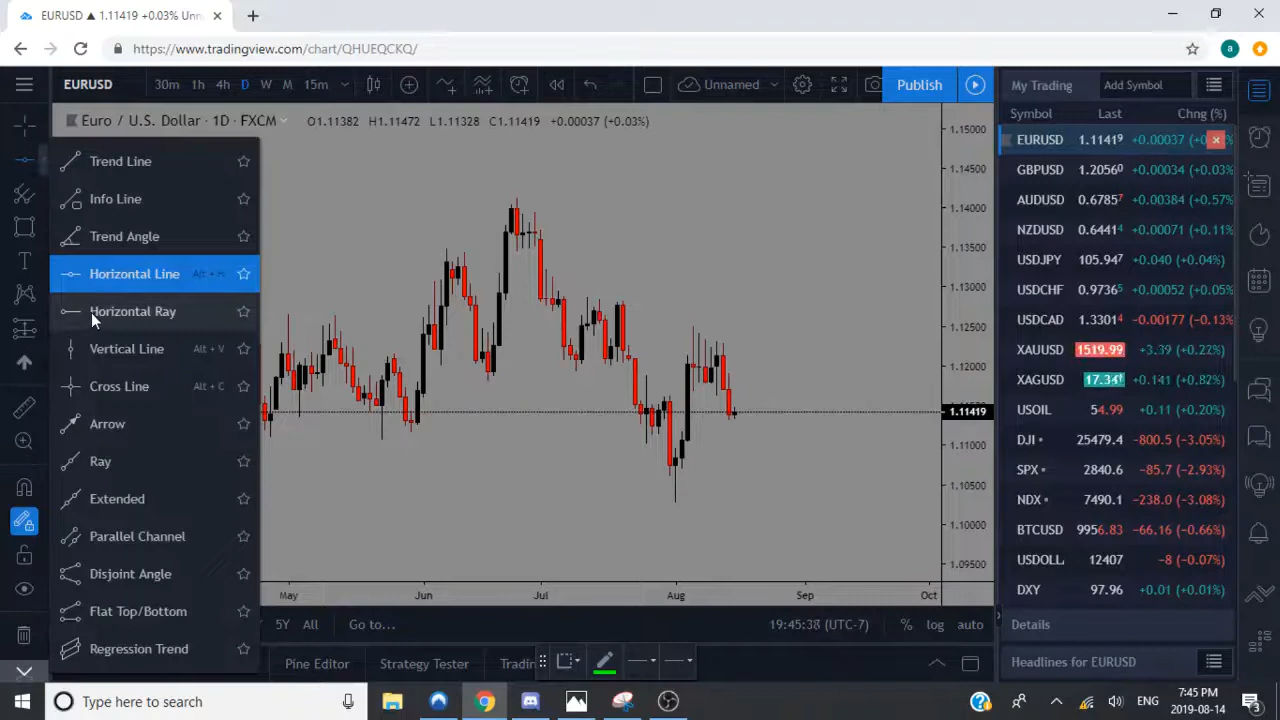 EURUSD ▲ 1.11419 +0.03% Unn
https://www.tradingview.com/chart/QHUEQCKQ/
a
EURUSD 30m 1h 4h D W M 15m Unnamed Publish
My Trading Add Symbol
Symbol Last Chng (%)
Euro / U.S. Dollar · 1D · FXCM O1.11382 H1.11472 L1.11328 C1.11419 +0.00037 (+0.03%)
Trend Line
Info Line
Trend Angle
Horizontal Line Alt + H
Horizontal Ray
Vertical Line Alt + V
Cross Line Alt + C
Arrow
Ray
Extended
Parallel Channel
Disjoint Angle
Flat Top/Bottom
Regression Trend
1.15000
1.14000
1.13500
1.13000
1.12500
1.12000
1.11419
1.11000
1.10500
1.10000
1.09500
May Jun Jul Aug Sep Oct
EURUSD 1.11419 +0.00037
GBPUSD 1.20560 +0.00034 (+0.03%)
AUDUSD 0.67857 +0.00384 (+0.57%)
NZDUSD 0.64414 +0.00071 (+0.11%)
USDJPY 105.947 +0.040 (+0.04%)
USDCHF 0.97365 +0.00052 (+0.05%)
USDCAD 1.33014 -0.00177 (-0.13%)
XAUUSD 1519.99 +3.39 (+0.22%)
XAGUSD 17.341 +0.141 (+0.82%)
USOIL 54.99 +0.11 (+0.20%)
DJI 25479.4 -800.5 (-3.05%)
SPX 2840.6 -85.7 (-2.93%)
NDX 7490.1 -238.0 (-3.08%)
BTCUSD 9956.83 -66.16 (-0.66%)
USDOLL 12407 -8 (-0.07%)
DXY 97.96 +0.01 (+0.01%)
Details
Headlines for EURUSD
5Y All Go to... 19:45:38 (UTC-7) % log auto
Pine Editor Strategy Tester Tradin
Type here to search
ENG
7:45 PM
2019-08-14
3